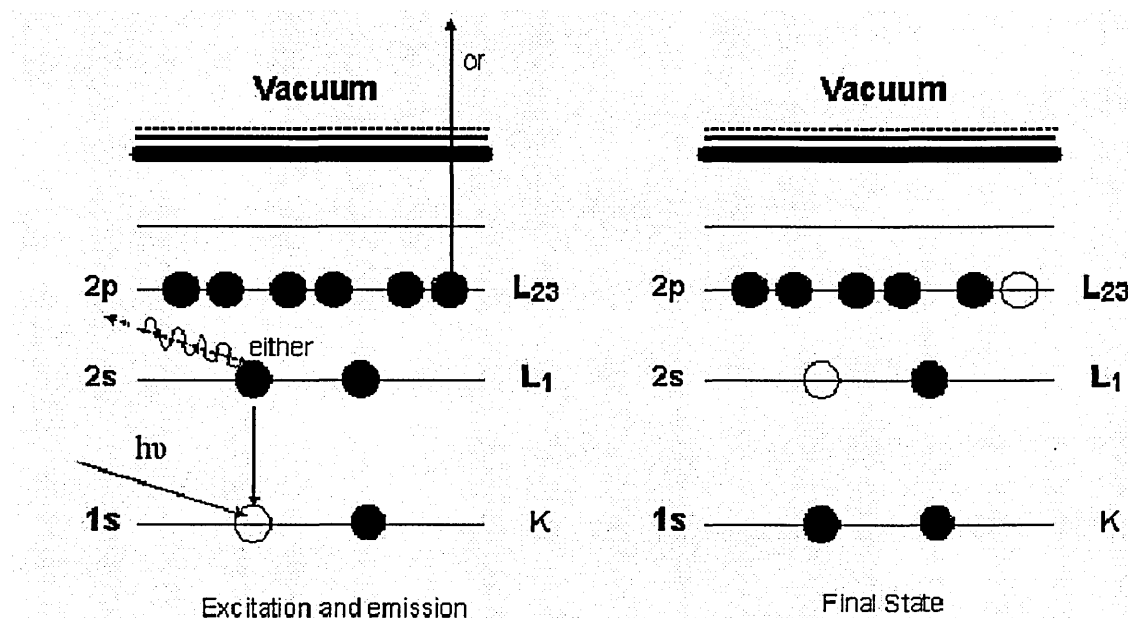 or
Vacuum
Vacuum
2p
L23
2p
L23
either
2s
L1
2s
L1
hυ
1s
K
1s
K
Excitation and emission
Final State